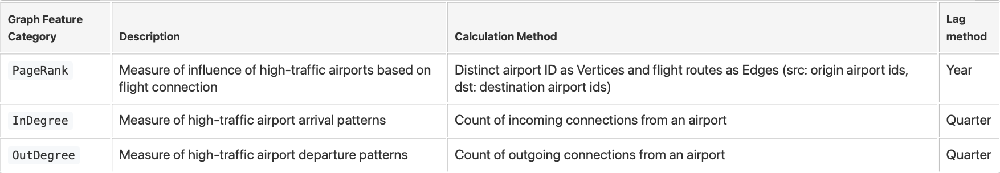 Graph Feature
Category
Description
Calculation Method
Lag
method
PageRank
Measure of influence of high-traffic airports based on
flight connection
Distinct airport ID as Vertices and flight routes as Edges (src: origin airport ids,
dst: destination airport ids)
Year
InDegree
Measure of high-traffic airport arrival patterns
Count of incoming connections from an airport
Quarter
OutDegree
Measure of high-traffic airport departure patterns
Count of outgoing connections from an airport
Quarter